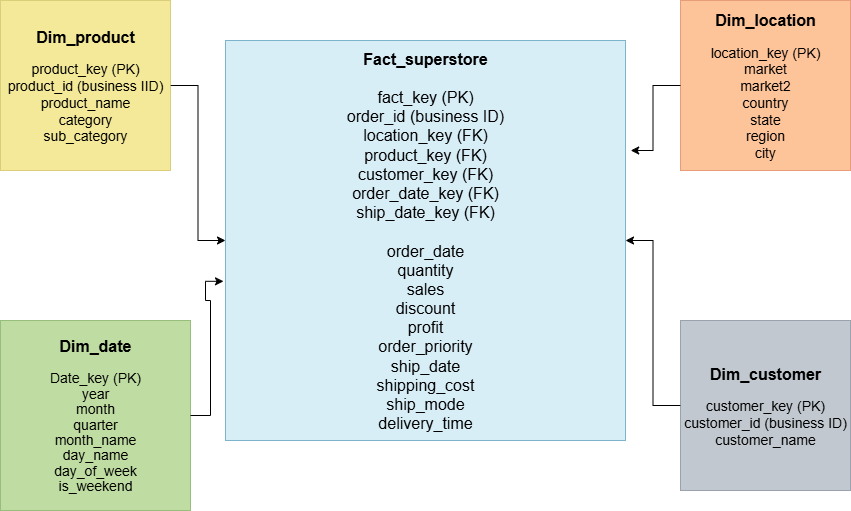 Dim_product
product_key (PK)
product_id (business IID)
product_name
category
sub_category
Fact_superstore
fact_key (PK)
order_id (business ID)
location_key (FK)
product_key (FK)
customer_key (FK)
order_date_key (FK)
ship_date_key (FK)
order_date
quantity
sales
discount
profit
order_priority
ship_date
shipping_cost
ship_mode
delivery_time
Dim_location
location_key (PK)
market
market2
country
state
region
city
Dim_date
Date_key (PK)
year
month
quarter
month_name
day_name
day_of_week
is_weekend
Dim_customer
customer_key (PK)
customer_id (business ID)
customer_name